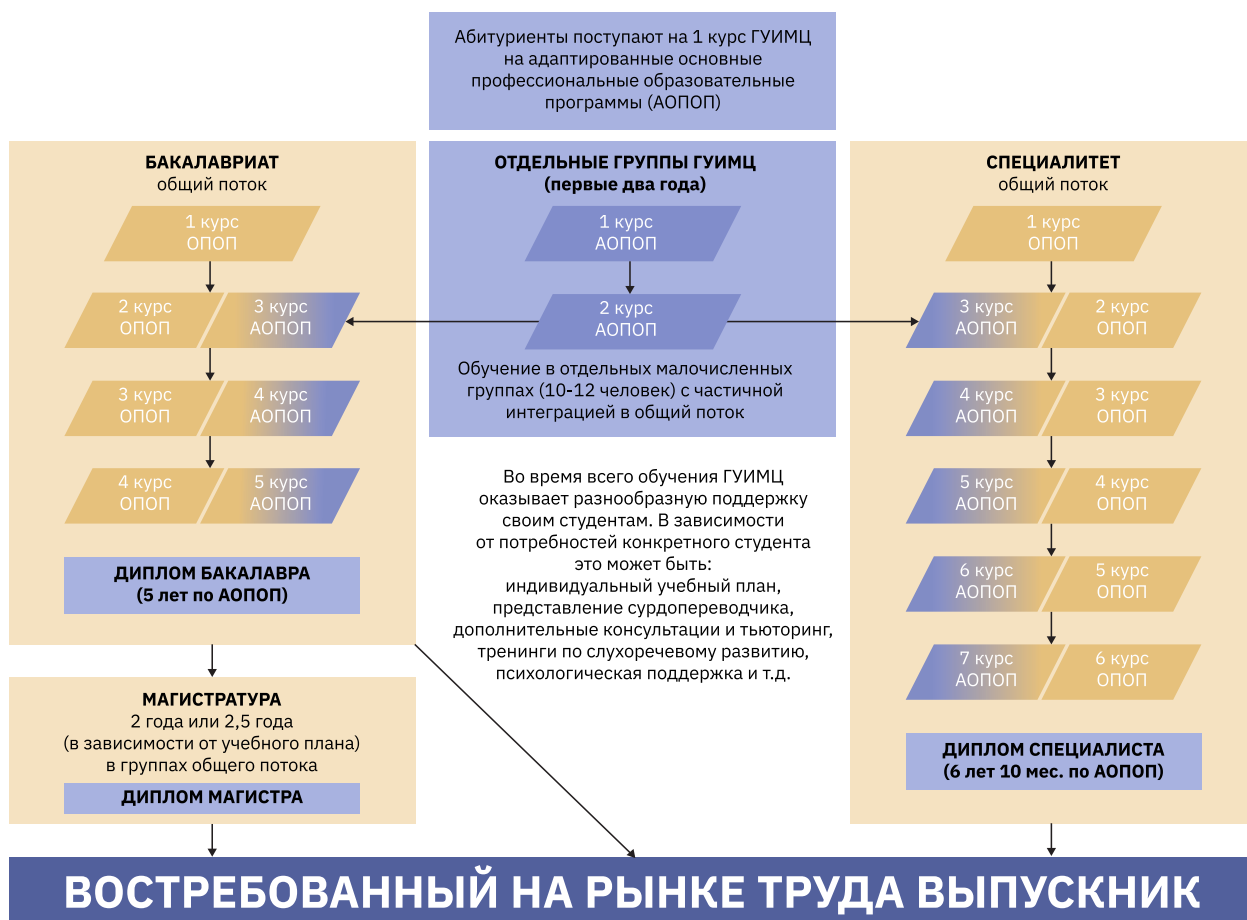 Абитуриенты поступают на 1 курс ГУИМЦ
на адаптированные основные
профессиональные образовательные
программы (АОПОП)
БАКАЛАВРИАТ
общий поток
1 курс
ОПОП
2 курс
ОПОП
3 курс
АОПОП
3 курс
ОПОП
4 курс
АОПОП
4 курс
ОПОП
5 курс
АОПОП
ДИПЛОМ БАКАЛАВРА
(5 лет по АОПОП)
МАГИСТРАТУРА
2 года или 2,5 года
(в зависимости от учебного плана)
в группах общего потока
ДИПЛОМ МАГИСТРА
ОТДЕЛЬНЫЕ ГРУППЫ ГУИМЦ
(первые два года)
1 курс
АОПОП
2 курс
АОПОП
Обучение в отдельных малочисленных
группах (10-12 человек) с частичной
интеграцией в общий поток
Во время всего обучения ГУИМЦ
оказывает разнообразную поддержку
своим студентам. В зависимости
от потребностей конкретного студента
это может быть:
индивидуальный учебный план,
представление сурдопереводчика,
дополнительные консультации и тьюторинг,
тренинги по слухоречевому развитию,
психологическая поддержка и т.д.
СПЕЦИАЛИТЕТ
общий поток
1 курс
ОПОП
3 курс
АОПОП
2 курс
ОПОП
4 курс
АОПОП
3 курс
ОПОП
5 курс
АОПОП
4 курс
ОПОП
6 курс
АОПОП
5 курс
ОПОП
7 курс
АОПОП
6 курс
ОПОП
ДИПЛОМ СПЕЦИАЛИСТА
(6 лет 10 мес. по АОПОП)
ВОСТРЕБОВАННЫЙ НА РЫНКЕ ТРУДА ВЫПУСКНИК